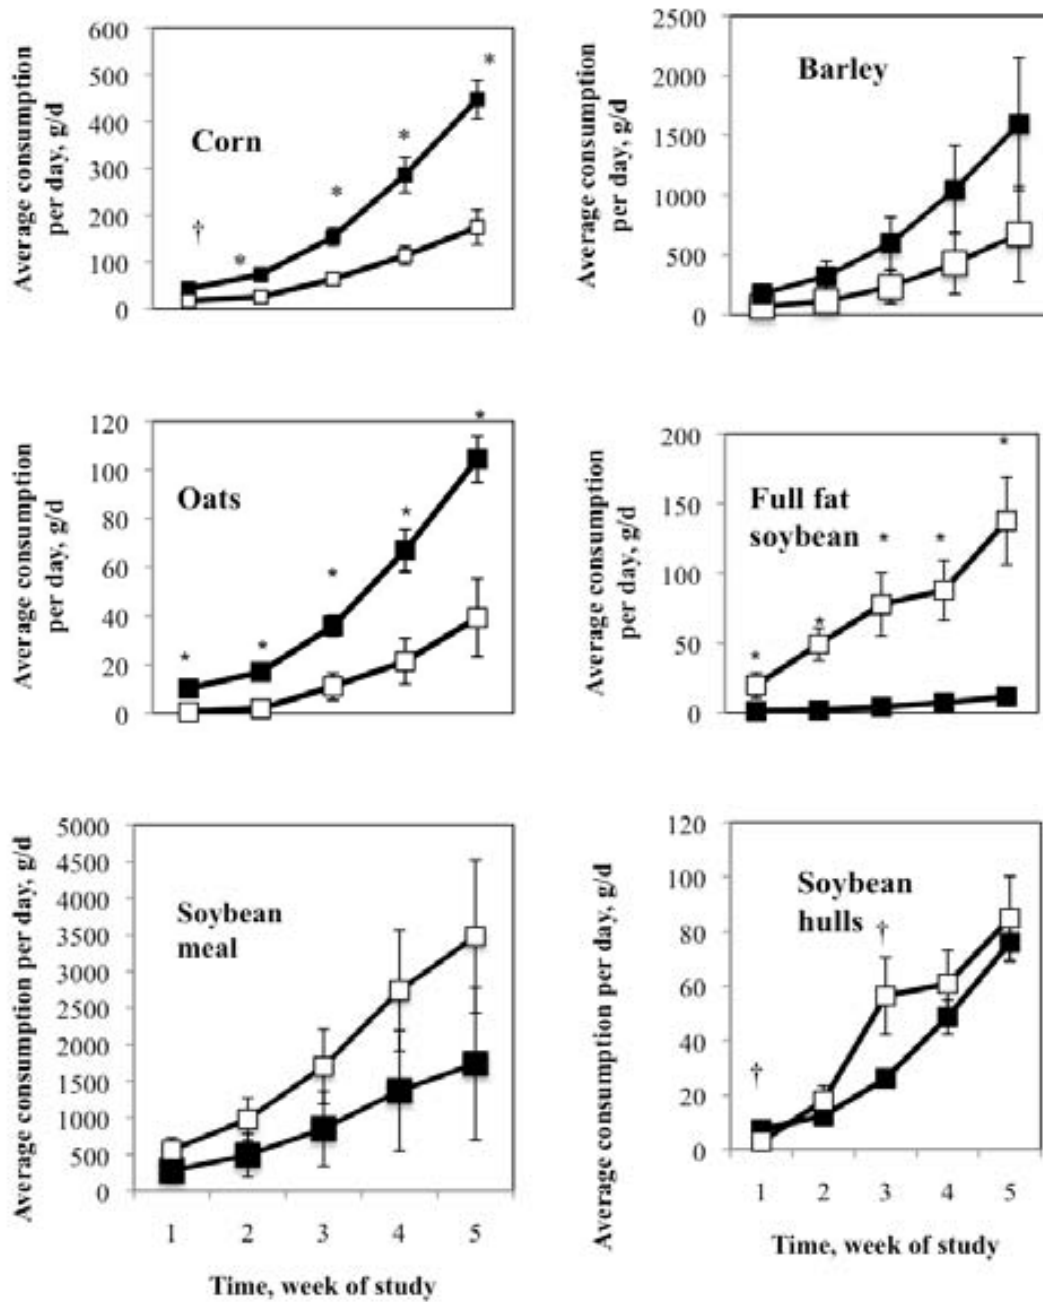 Average consumption
per day, g/d
600
500
400
300
200
100
0
Corn
†
*
*
*
*
Average consumption
per day, g/d
2500
2000
1500
1000
500
0
Barley
Average consumption
per day, g/d
120
100
80
60
40
20
0
Oats
*
*
*
*
*
Average consumption
per day, g/d
200
150
100
50
0
Full fat
soybean
*
*
*
*
*
Average consumption per day, g/d
5000
4500
4000
3500
3000
2500
2000
1500
1000
500
0
Soybean
meal
1 2 3 4 5
Time, week of study
Average consumption per day, g/d
120
100
80
60
40
20
0
Soybean
hulls
†
†
1 2 3 4 5
Time, week of study